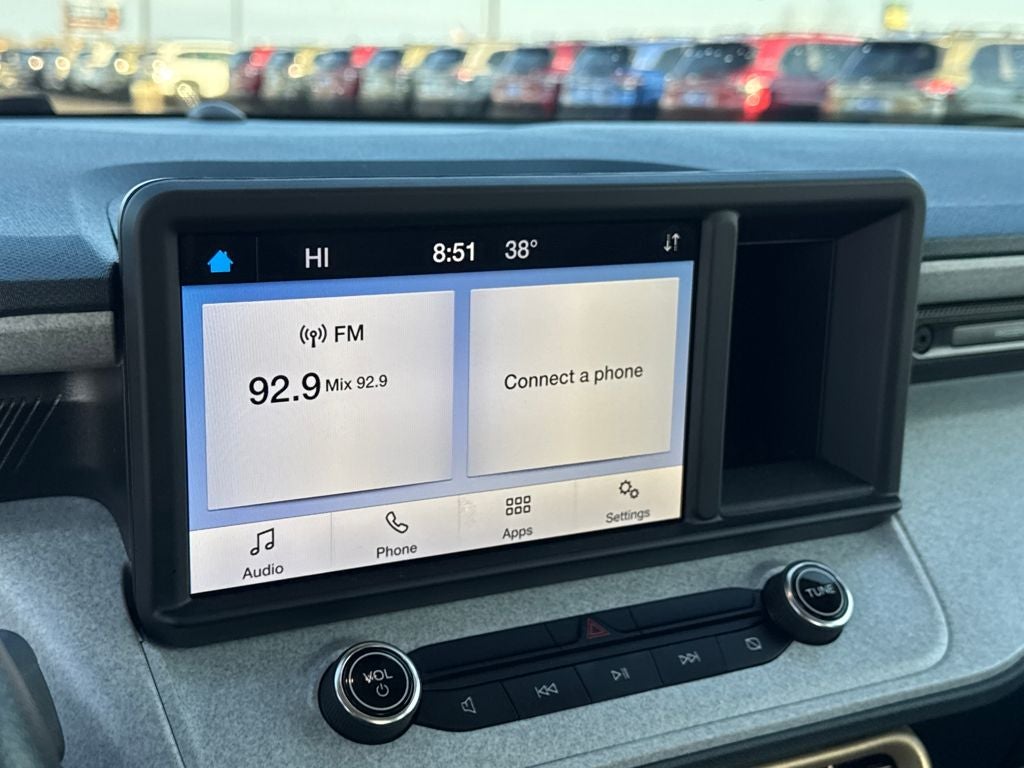 HI 8:51 38°
FM
92.9 Mix 92.9
Connect a phone
Audio Phone Apps Settings
VOL
TUNE